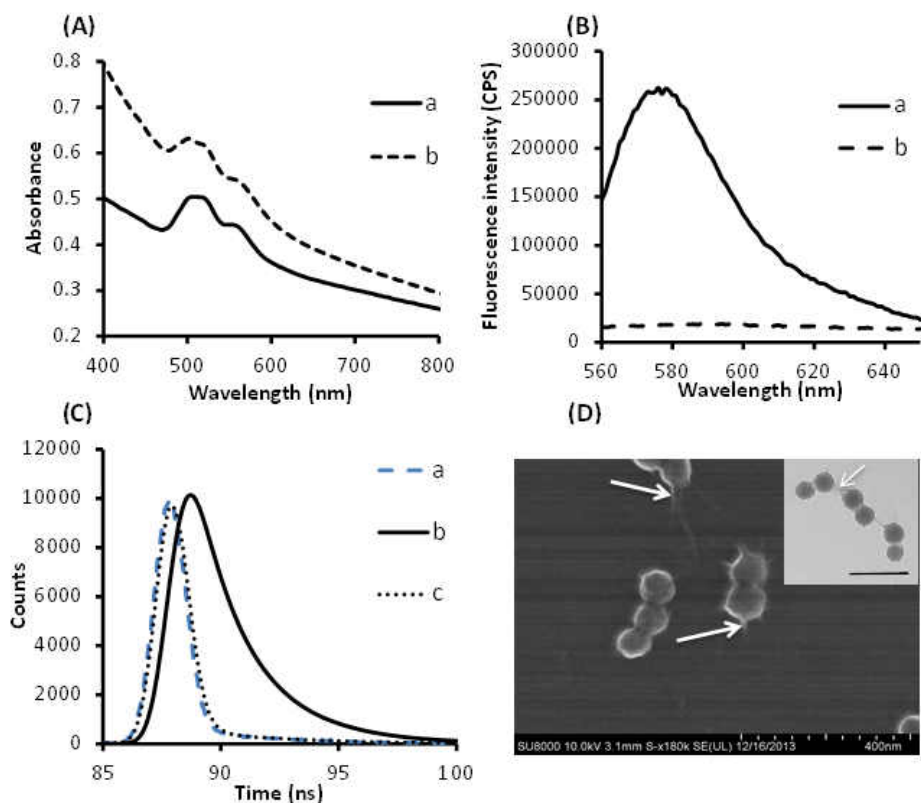 (A)
0.8
0.7
0.6
0.5
0.4
0.3
0.2
Absorbance
400 500 600 700 800
Wavelength (nm)
a
b
(B)
300000
250000
200000
150000
100000
50000
0
Fluorescence intensity (CPS)
560 580 600 620 640
Wavelength (nm)
a
b
(C)
12000
10000
8000
6000
4000
2000
0
Counts
85 90 95 100
Time (ns)
a
b
c
(D)
SU8000 10.0kV 3.1mm S-x180k SE(UL) 12/16/2013 400nm